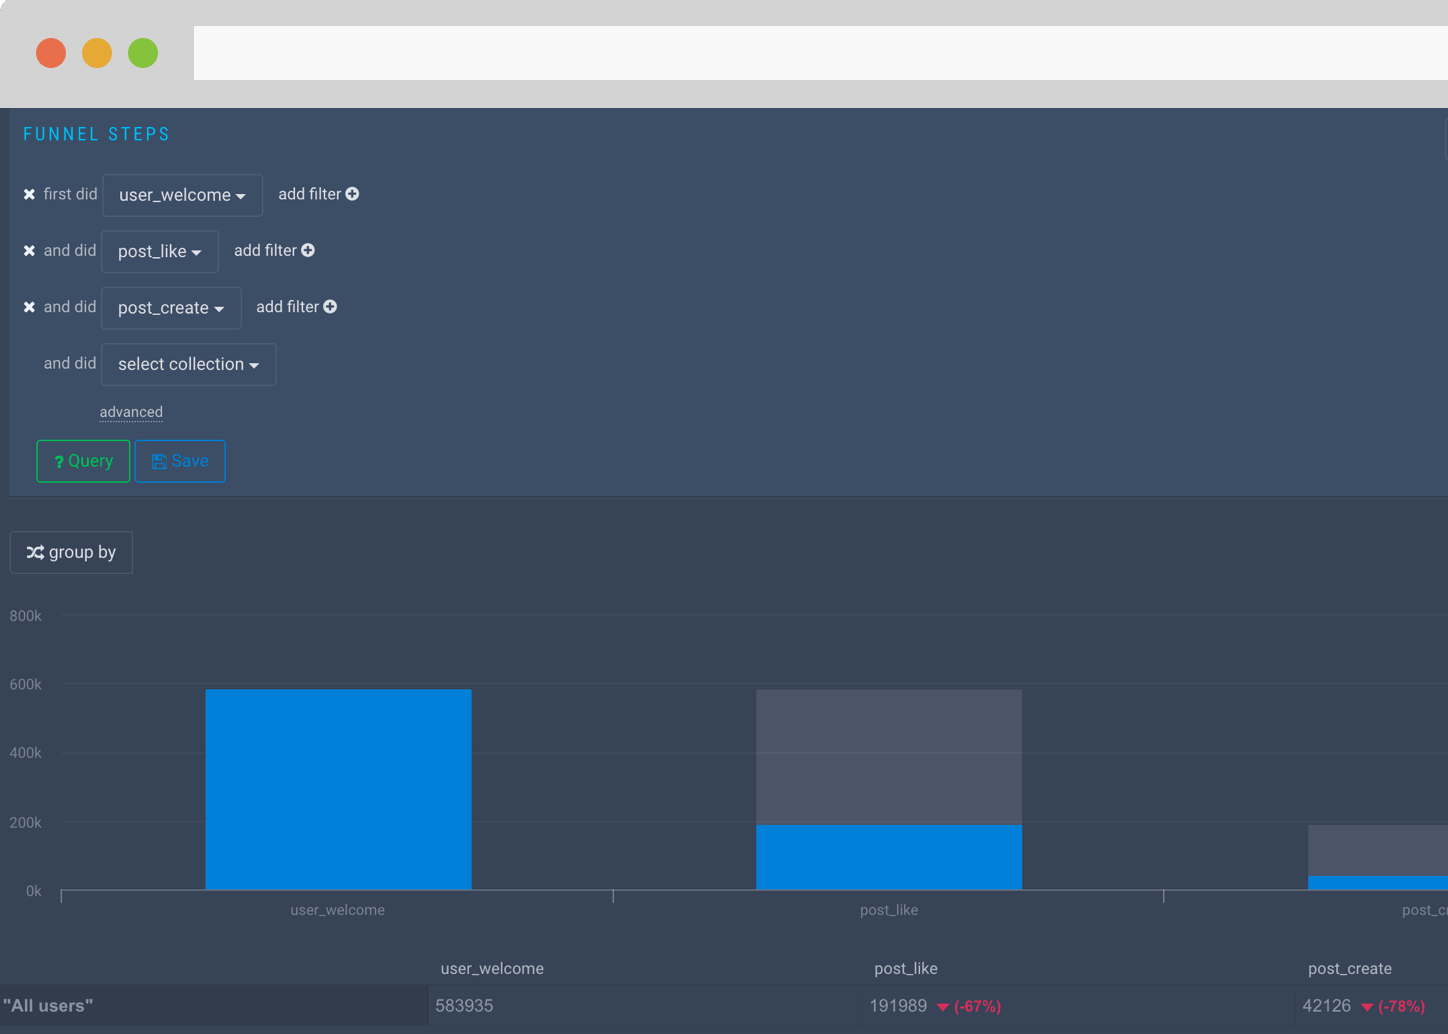 FUNNEL STEPS
first did user_welcome add filter
and did post_like add filter
and did post_create add filter
and did select collection
advanced
? Query Save
group by
800k
600k
400k
200k
0k
user_welcome post_like post_cr
user_welcome post_like post_create
"All users" 583935 191989 (-67%) 42126 (-78%)